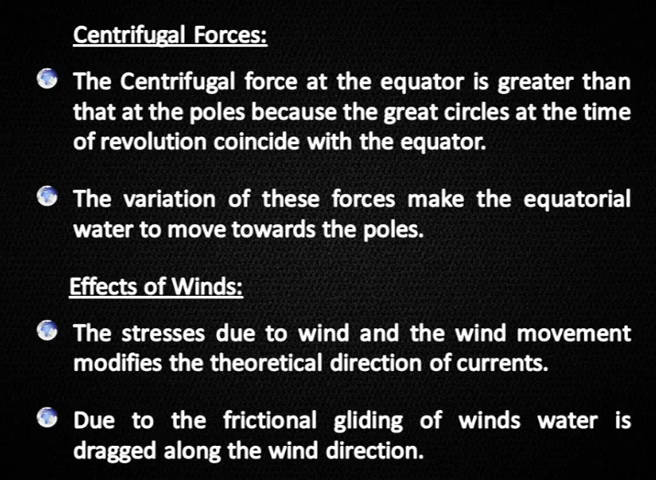 Centrifugal Forces:
The Centrifugal force at the equator is greater than
that at the poles because the great circles at the time
of revolution coincide with the equator.
The variation of these forces make the equatorial
water to move towards the poles.
Effects of Winds:
The stresses due to wind and the wind movement
modifies the theoretical direction of currents.
Due to the frictional gliding of winds water is
dragged along the wind direction.